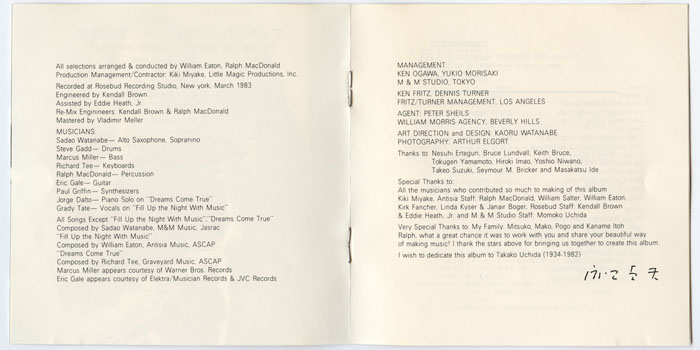 All selections arranged & conducted by William Eaton, Ralph MacDonald
Production Management/Contractor: Kiki Miyake, Little Magic Productions, Inc.
Recorded at Rosebud Recording Studio, New york, March 1983
Engineered by Kendall Brown
Assisted by Eddie Heath, Jr.
Re-Mix Enginneers: Kendall Brown & Ralph MacDonald
Mastered by Vladimir Meller
MUSICIANS:
Sadao Watanabe— Alto Saxophone, Sopranino
Steve Gadd— Drums
Marcus Miller— Bass
Richard Tee— Keyboards
Ralph MacDonald— Percussion
Eric Gale— Guitar
Paul Griffin— Synthesizers
Jorge Dalto— Piano Solo on "Dreams Come True"
Grady Tate— Vocals on "Fill Up the Night With Music"
All Songs Except "Fill Up the Night With Music","Dreams Come True"
Composed by Sadao Watanabe, M&M Music, Jasrac
"Fill Up the Night With Music"
Composed by William Eaton, Antisia Music, ASCAP
"Dreams Come True"
Composed by Richard Tee, Graveyard Music, ASCAP
Marcus Miller appears courtesy of Warner Bros. Records
Eric Gale appears courtesy of Elektra/Musician Records & JVC Records
MANAGEMENT:
KEN OGAWA, YUKIO MORISAKI
M & M STUDIO, TOKYO
KEN FRITZ, DENNIS TURNER
FRITZ/TURNER MANAGEMENT, LOS ANGELES
AGENT: PETER SHEILS
WILLIAM MORRIS AGENCY, BEVERLY HILLS
ART DIRECTION and DESIGN: KAORU WATANABE
PHOTOGRAPHY: ARTHUR ELGORT
Thanks to: Nesuhi Ertegun, Bruce Lundvall, Keith Bruce,
Tokugen Yamamoto, Hiroki Imao, Yoshio Niwano,
Takeo Suzuki, Seymour M. Bricker and Masakatsu Ide
Special Thanks to:
All the musicians who contributed so much to making of this album
Kiki Miyake, Antisia Staff. Ralph MacDonald, William Salter, William Eaton,
Kirk Fancher, Linda Kyser & Janar Boger, Rosebud Staff: Kendall Brown
& Eddie Heath, Jr. and M & M Studio Staff. Momoko Uchida
Very Special Thanks to My Family: Mitsuko, Mako, Pogo and Kaname Itoh
Ralph, what a great chance it was to work with you and share your beautiful way
of making music! I thank the stars above for bringing us together to create this album.
I wish to dedicate this album to Takako Uchida (1934-1982)